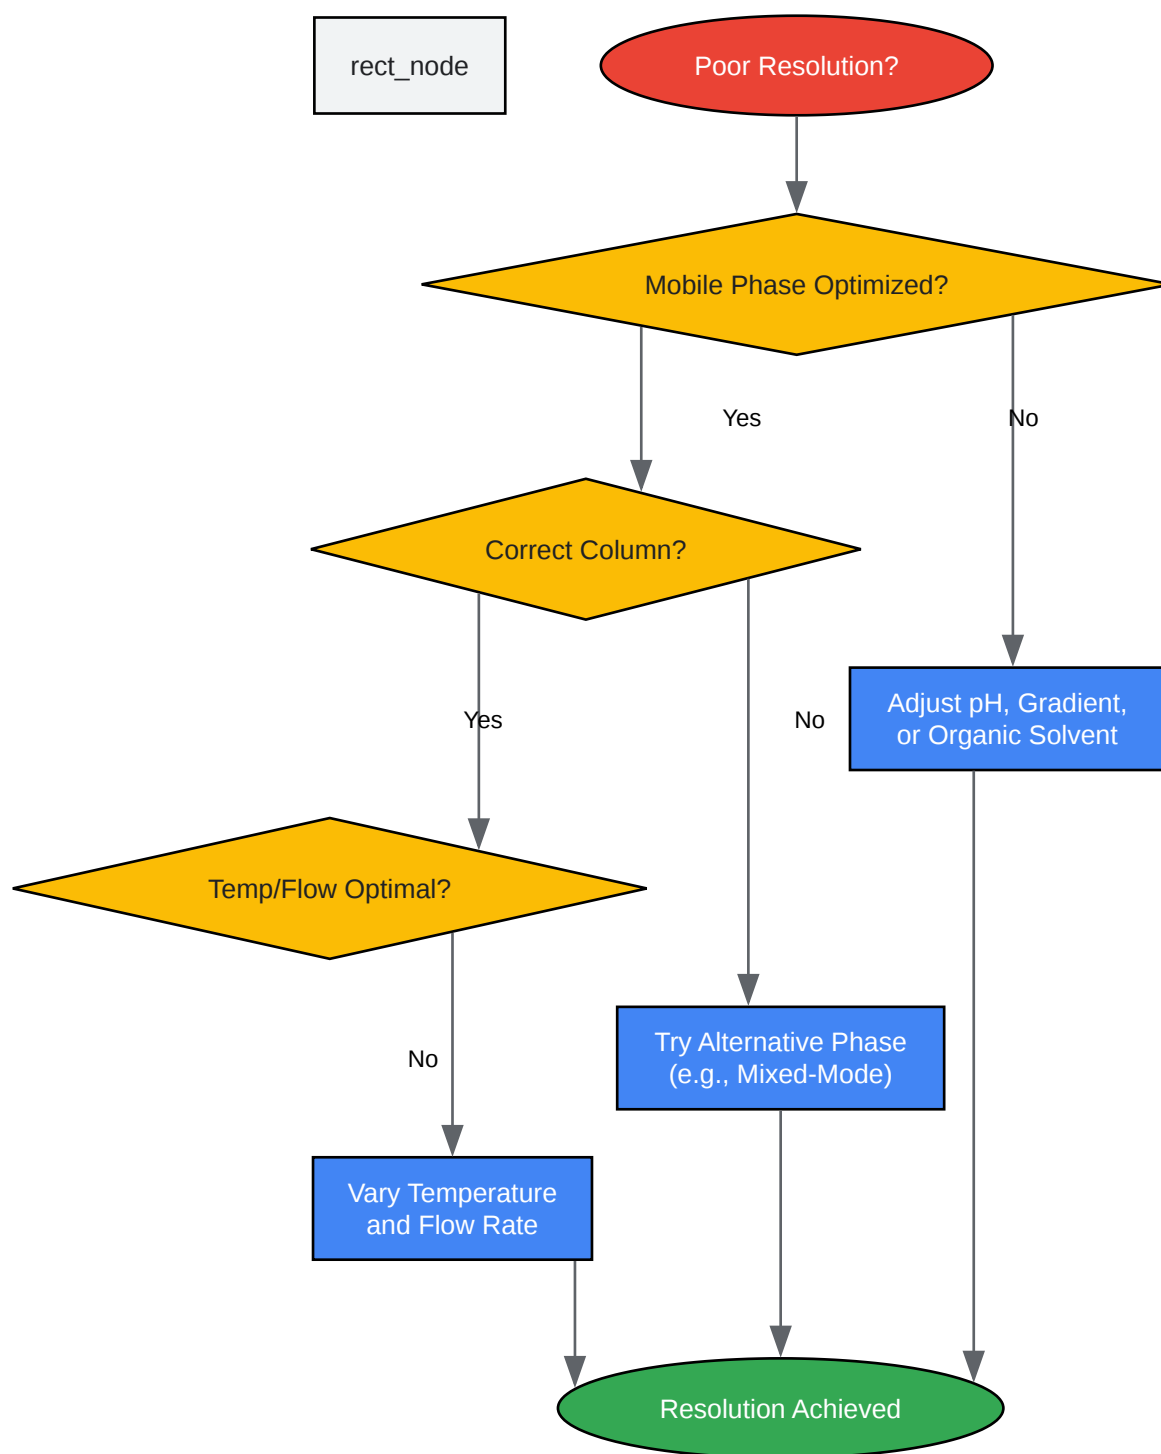 rect_node
Poor Resolution?
Mobile Phase Optimized?
Yes
No
Correct Column?
Yes
No
Adjust pH, Gradient,
or Organic Solvent
Temp/Flow Optimal?
No
Try Alternative Phase
(e.g., Mixed-Mode)
Vary Temperature
and Flow Rate
Resolution Achieved